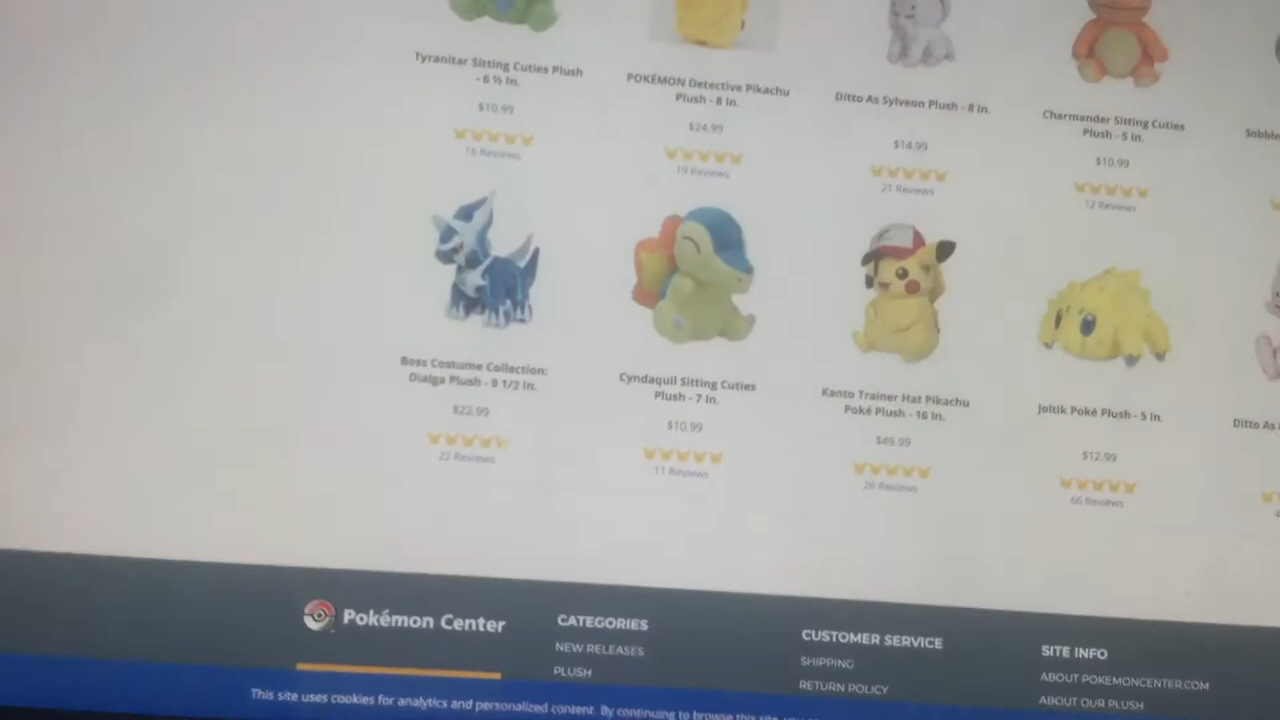 Tyranitar Sitting Cuties Plush
- 6 ½ In.
$10.99
15 Reviews
POKÉMON Detective Pikachu
Plush - 8 In.
$24.99
19 Reviews
Ditto As Sylveon Plush - 8 In.
$14.99
21 Reviews
Charmander Sitting Cuties
Plush - 5 In.
$10.99
12 Reviews
Sobble
Boss Costume Collection:
Dialga Plush - 9 1/2 In.
$22.99
22 Reviews
Cyndaquil Sitting Cuties
Plush - 7 In.
$10.99
11 Reviews
Kanto Trainer Hat Pikachu
Poké Plush - 16 In.
$49.99
26 Reviews
Joltik Poké Plush - 5 In.
$12.99
66 Reviews
Ditto As
Pokémon Center
CATEGORIES
NEW RELEASES
PLUSH
CUSTOMER SERVICE
SHIPPING
RETURN POLICY
SITE INFO
ABOUT POKEMONCENTER.COM
ABOUT OUR PLUSH
This site uses cookies for analytics and personalized content. By continuing to browse this site,